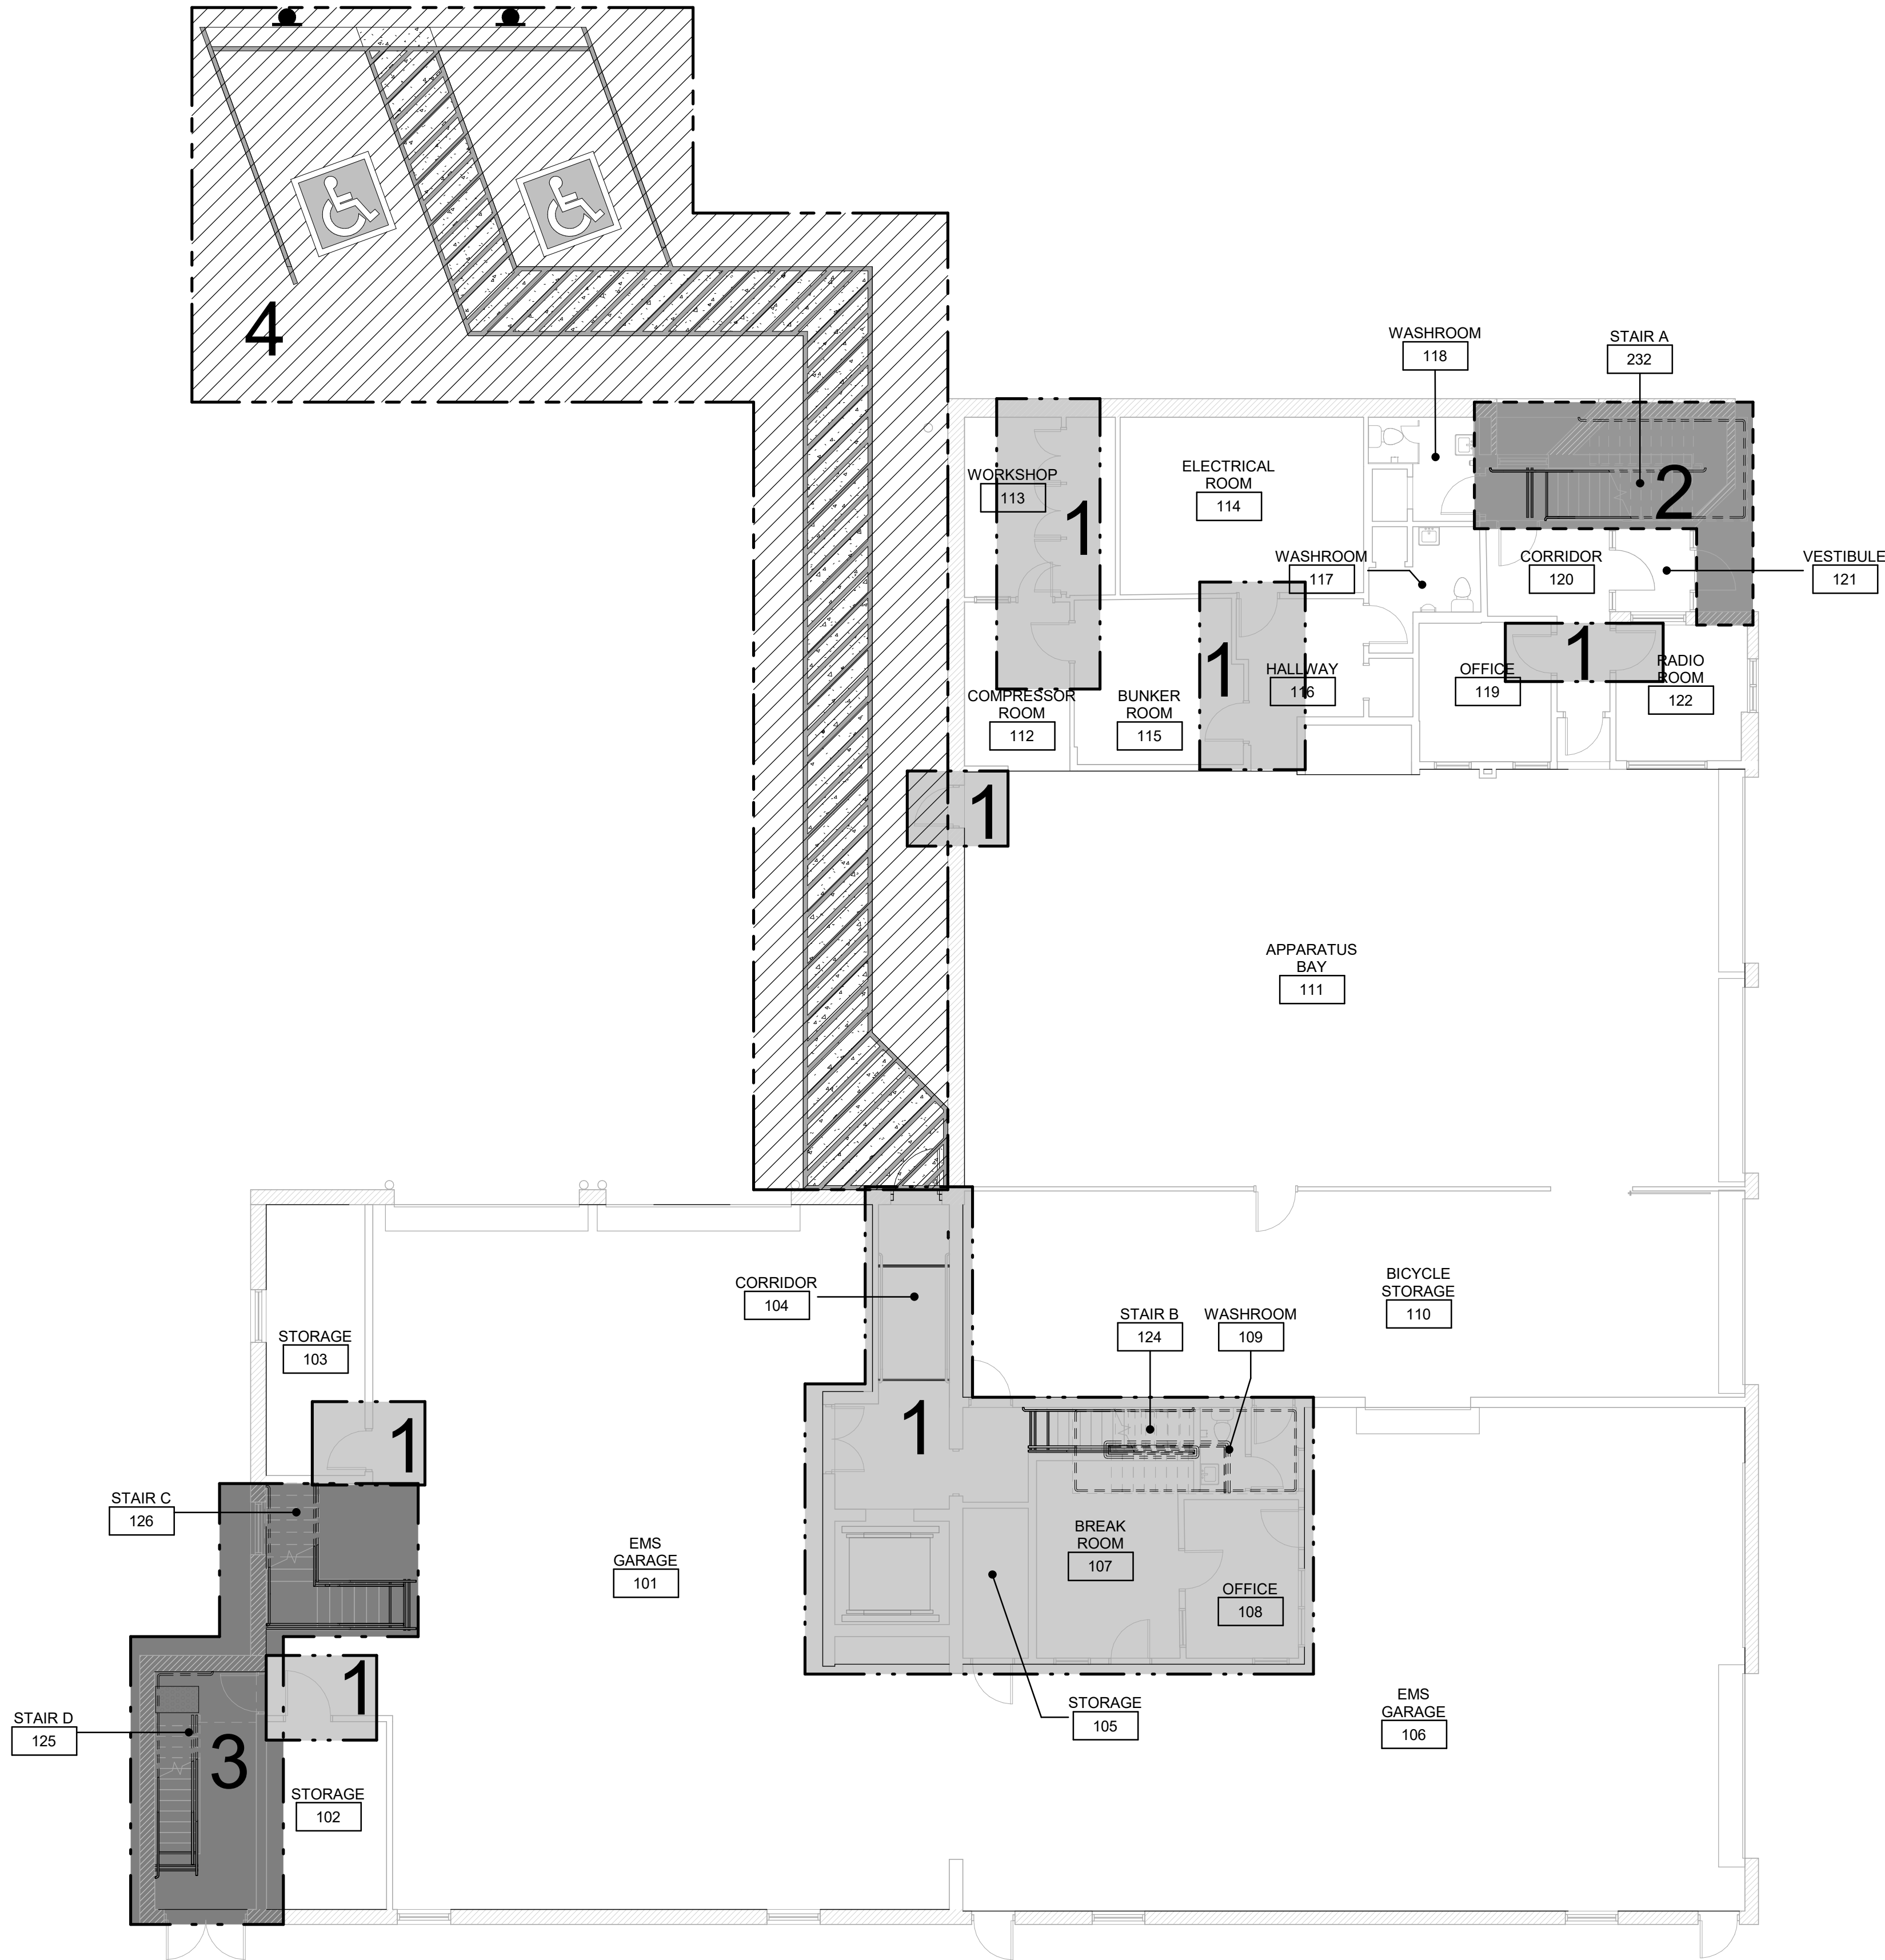 4
WASHROOM
118
STAIR A
232
WORKSHOP
113
1
ELECTRICAL
ROOM
114
2
WASHROOM
117
CORRIDOR
120
VESTIBULE
121
1
HALLWAY
116
1
OFFICE
119
RADIO
ROOM
122
COMPRESSOR
ROOM
112
BUNKER
ROOM
115
1
APPARATUS
BAY
111
CORRIDOR
104
BICYCLE
STORAGE
110
STAIR B
124
WASHROOM
109
STORAGE
103
1
1
STAIR C
126
EMS
GARAGE
101
BREAK
ROOM
107
OFFICE
108
1
STORAGE
105
EMS
GARAGE
106
STAIR D
125
3
STORAGE
102